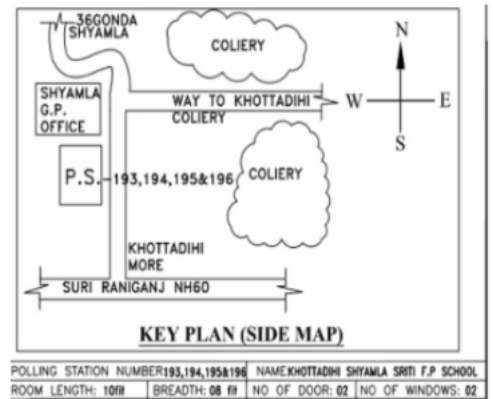 36GONDA
SHYAMLA
COLIERY
N
SHYAMLA
G.P.
OFFICE
WAY TO KHOTTADIHI
COLIERY
W E
S
P.S.-193,194,195&196
COLIERY
KHOTTADIHI
MORE
SURI RANIGANJ NH60
KEY PLAN (SIDE MAP)
POLLING STATION NUMBER193,194,195&196 NAME:KHOTTADIHI SHYAMLA SRITI F.P SCHOOL
ROOM LENGTH: 10fit BREADTH: 08 fit NO OF DOOR: 02 NO OF WINDOWS: 02